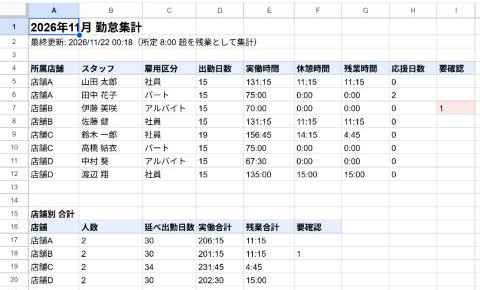 A B C D E F G H I
1 2026年11月 勤怠集計
2 最終更新: 2026/11/22 00:18（所定 8:00 超を残業として集計）
3
4 所属店舗 スタッフ 雇用区分 出勤日数 実働時間 休憩時間 残業時間 応援日数 要確認
5 店舗A 山田 太郎 社員 15 131:15 11:15 11:15 0
6 店舗A 田中 花子 パート 15 75:00 0:00 0:00 2
7 店舗B 伊藤 美咲 アルバイト 15 70:00 0:00 0:00 0 1
8 店舗B 佐藤 健 社員 15 131:15 11:15 11:15 0
9 店舗C 鈴木 一郎 社員 19 156:45 14:15 4:45 0
10 店舗C 高橋 結衣 パート 15 75:00 0:00 0:00 0
11 店舗D 中村 葵 アルバイト 15 67:30 0:00 0:00 0
12 店舗D 渡辺 翔 社員 15 135:00 15:00 15:00 0
13
14
15 店舗別 合計
16 店舗 人数 延べ出勤日数 実働合計 残業合計 要確認
17 店舗A 2 30 206:15 11:15
18 店舗B 2 30 201:15 11:15 1
19 店舗C 2 34 231:45 4:45
20 店舗D 2 30 202:30 15:00